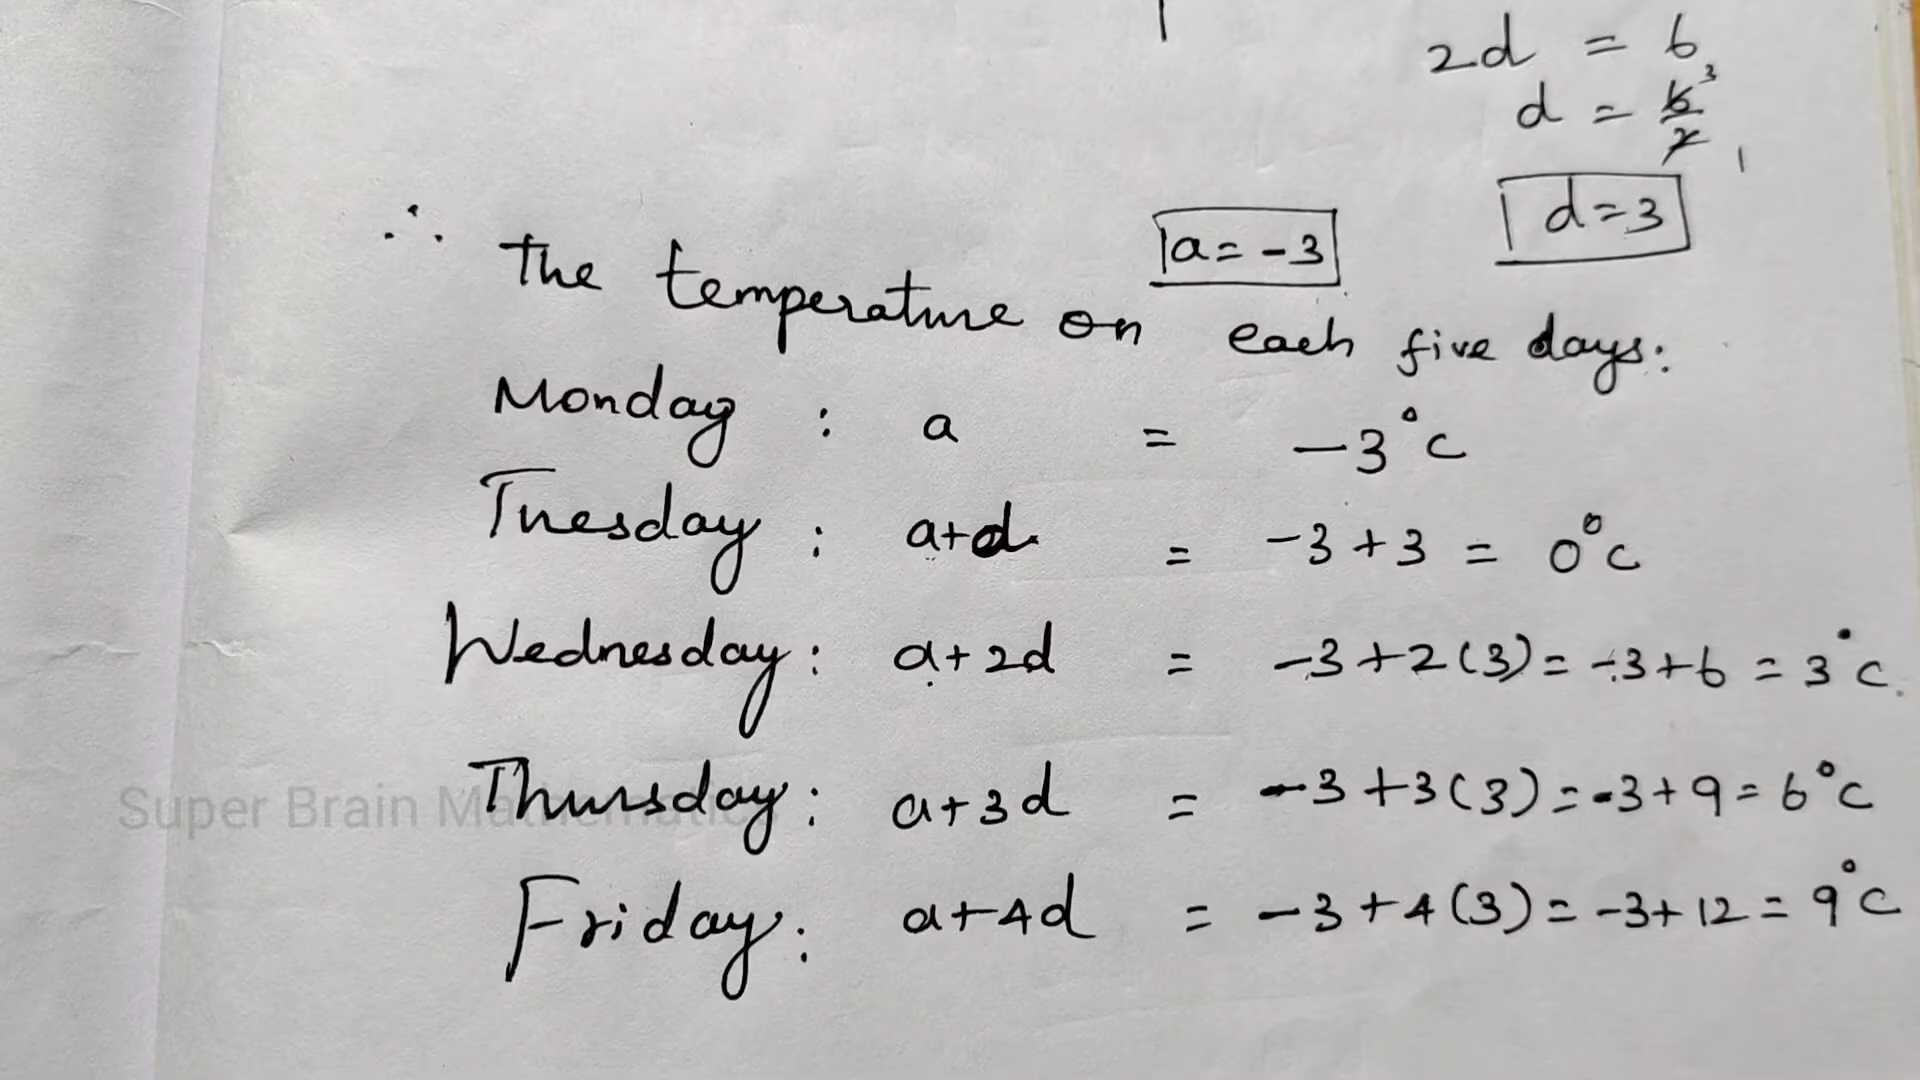 2d = 6
d = 6/2 3 1
d = 3
a = -3
∴ The temperature on each five days:
Monday : a = -3°C
Tuesday : a+d = -3+3 = 0°C
Wednesday : a+2d = -3+2(3) = -3+6 = 3°C.
Thursday : a+3d = -3+3(3) = -3+9 = 6°C
Friday : a+4d = -3+4(3) = -3+12 = 9°C
Super Brain Mathematics